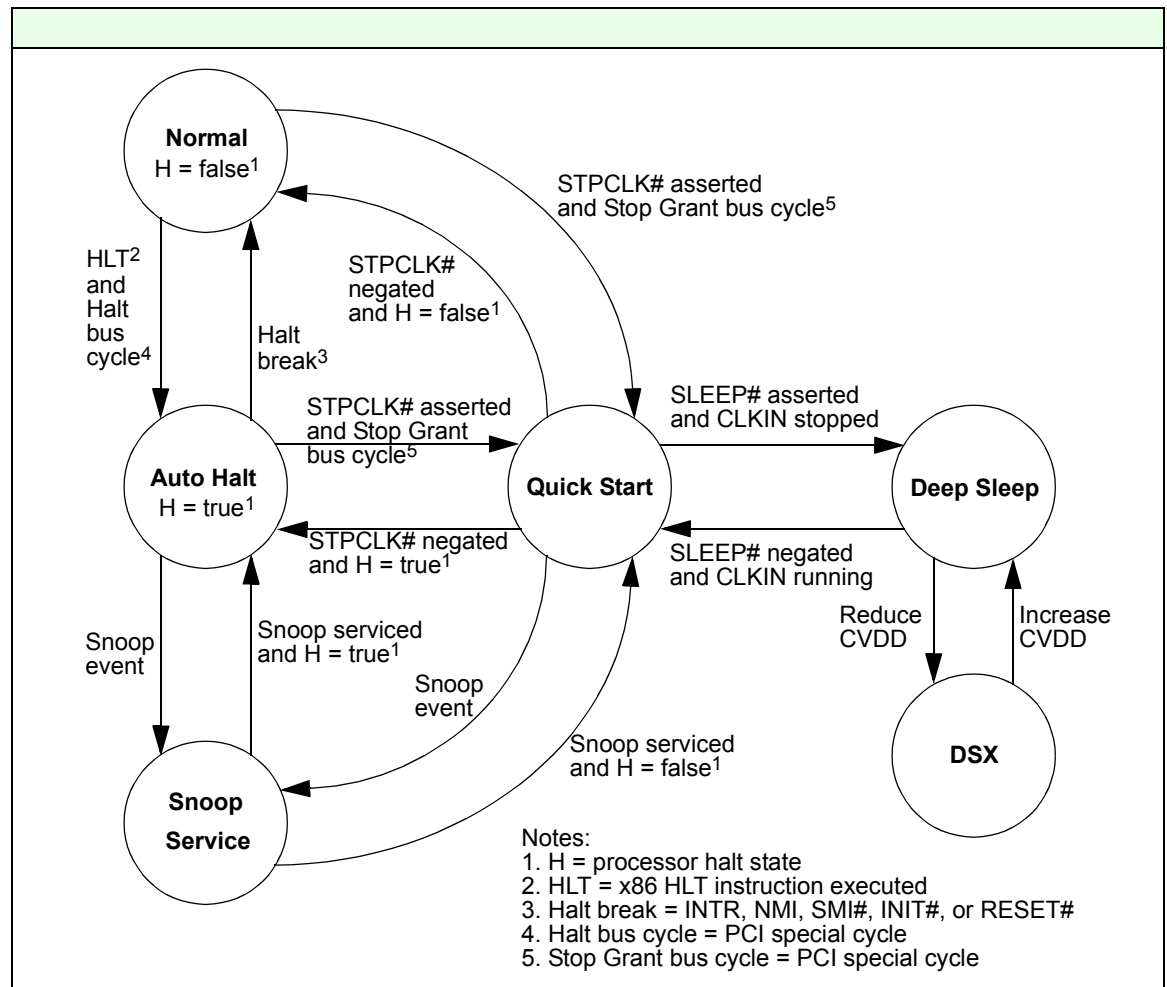 Normal
H = false1
STPCLK# asserted
and Stop Grant bus cycle5
HLT2
and
Halt
bus
cycle4
STPCLK#
negated
and H = false1
Halt
break3
STPCLK# asserted
and Stop Grant
bus cycle5
SLEEP# asserted
and CLKIN stopped
Auto Halt
H = true1
Quick Start
Deep Sleep
STPCLK# negated
and H = true1
SLEEP# negated
and CLKIN running
Reduce
CVDD
Increase
CVDD
Snoop
event
Snoop serviced
and H = true1
Snoop
event
Snoop serviced
and H = false1
DSX
Snoop
Service
Notes:
1. H = processor halt state
2. HLT = x86 HLT instruction executed
3. Halt break = INTR, NMI, SMI#, INIT#, or RESET#
4. Halt bus cycle = PCI special cycle
5. Stop Grant bus cycle = PCI special cycle